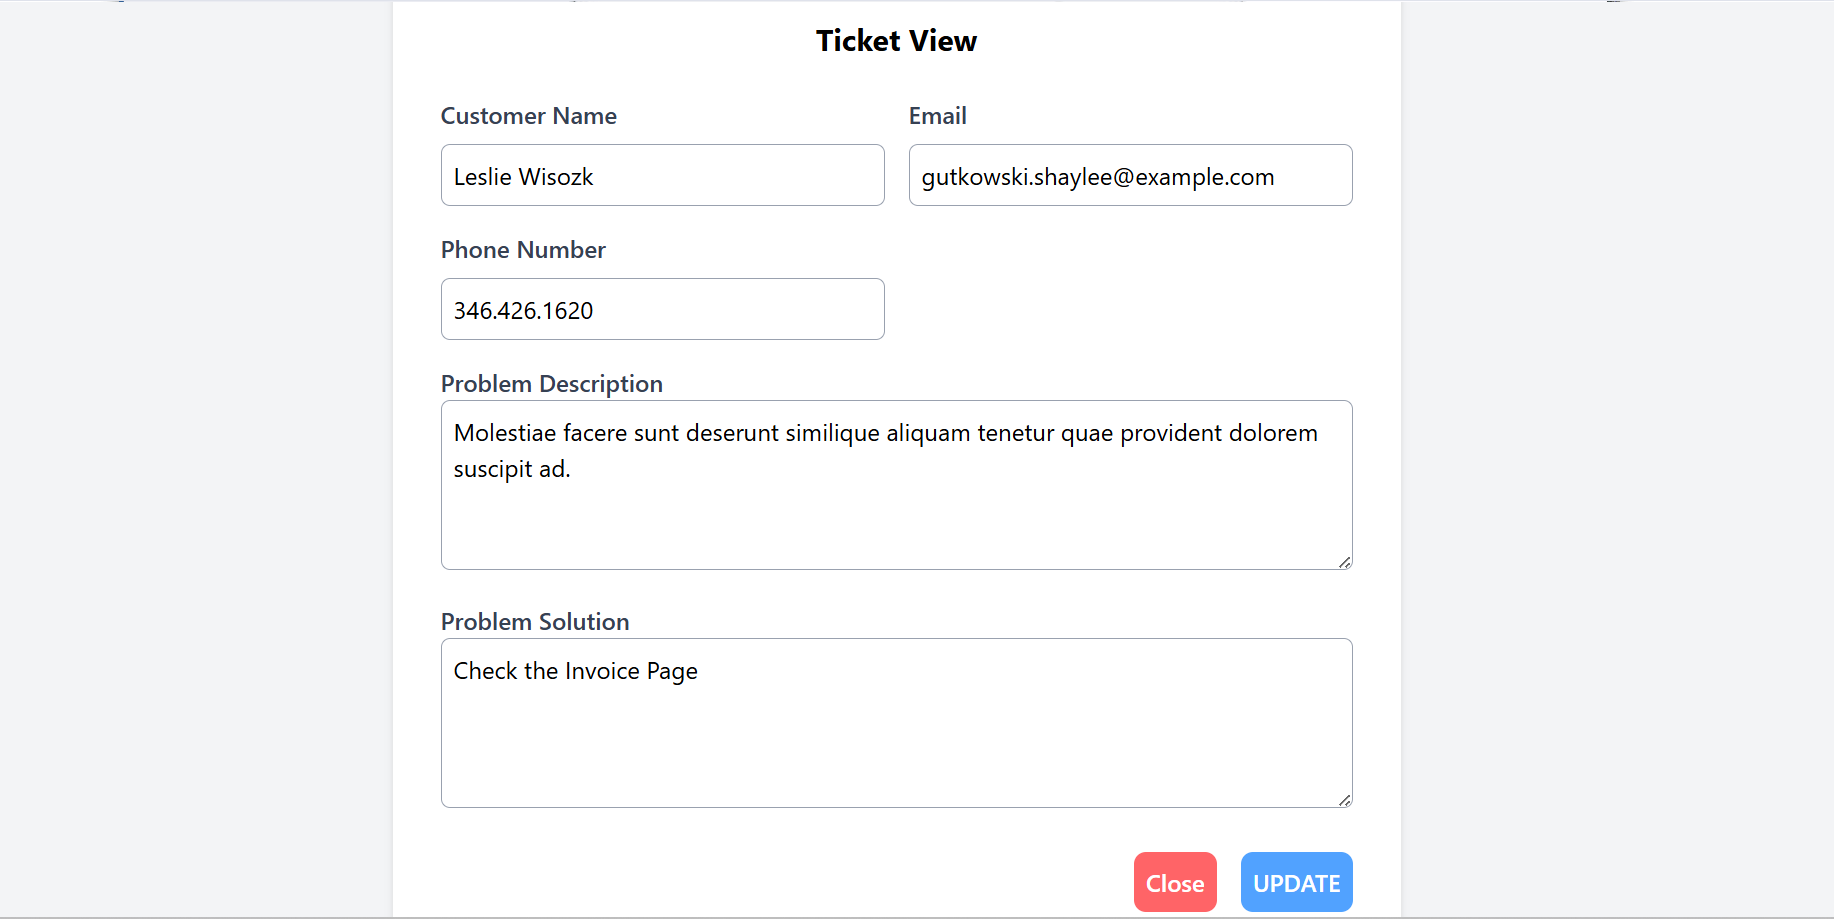 Ticket View
Customer Name
Email
Leslie Wisozk
gutkowski.shaylee@example.com
Phone Number
346.426.1620
Problem Description
Molestiae facere sunt deserunt similique aliquam tenetur quae provident dolorem
suscipit ad.
Problem Solution
Check the Invoice Page
Close
UPDATE